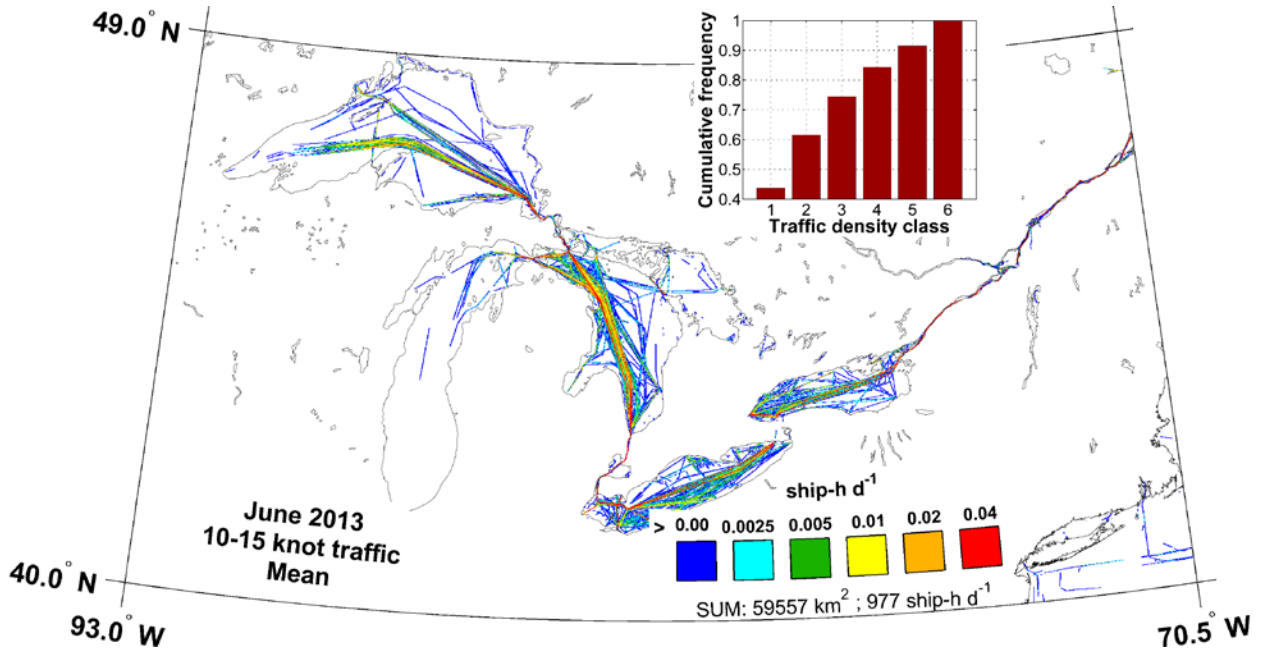 49.0° N
Cumulative frequency
1
0.9
0.8
0.7
0.6
0.5
0.4
1 2 3 4 5 6
Traffic density class
June 2013
10-15 knot traffic
Mean
ship-h d⁻¹
> 0.00 0.0025 0.005 0.01 0.02 0.04
SUM: 59557 km² ; 977 ship-h d⁻¹
40.0° N
93.0° W
70.5° W